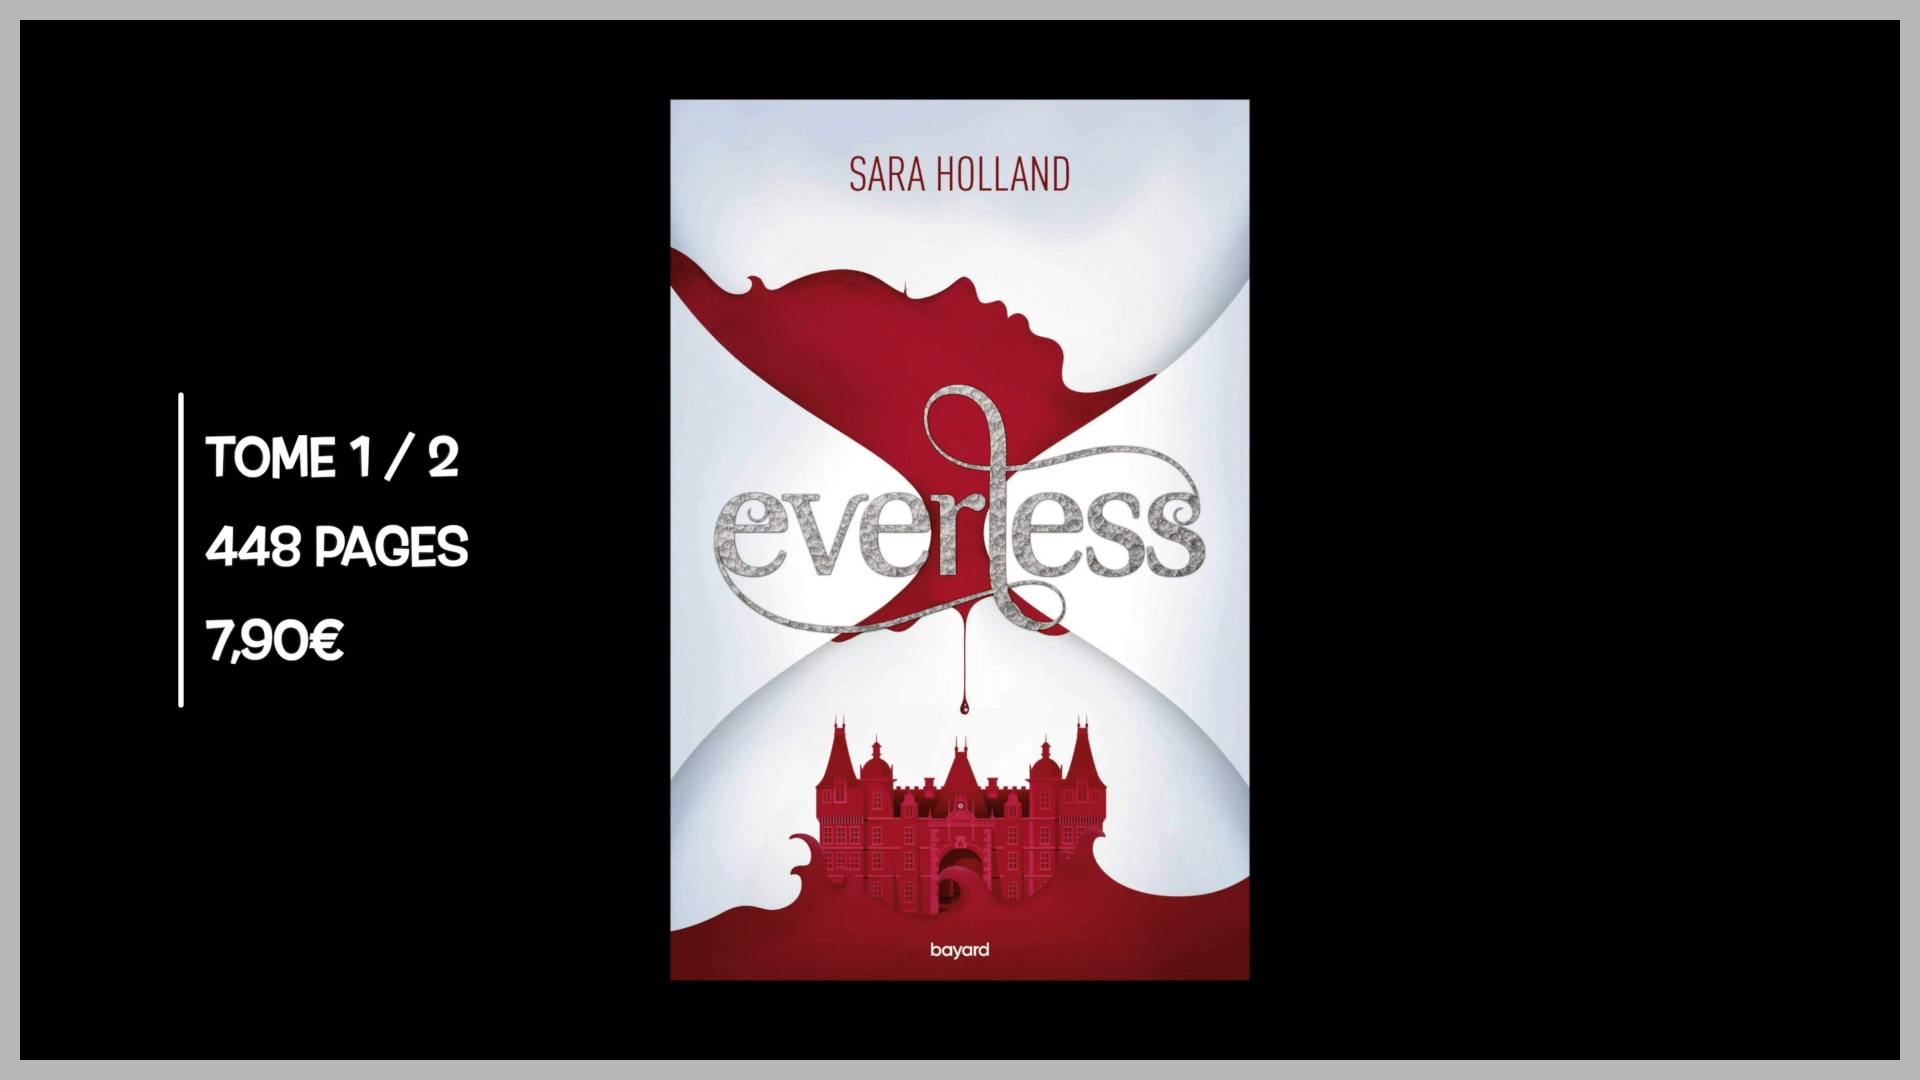 TOME 1 / 2
448 PAGES
7,90€
SARA HOLLAND
everless
bayard